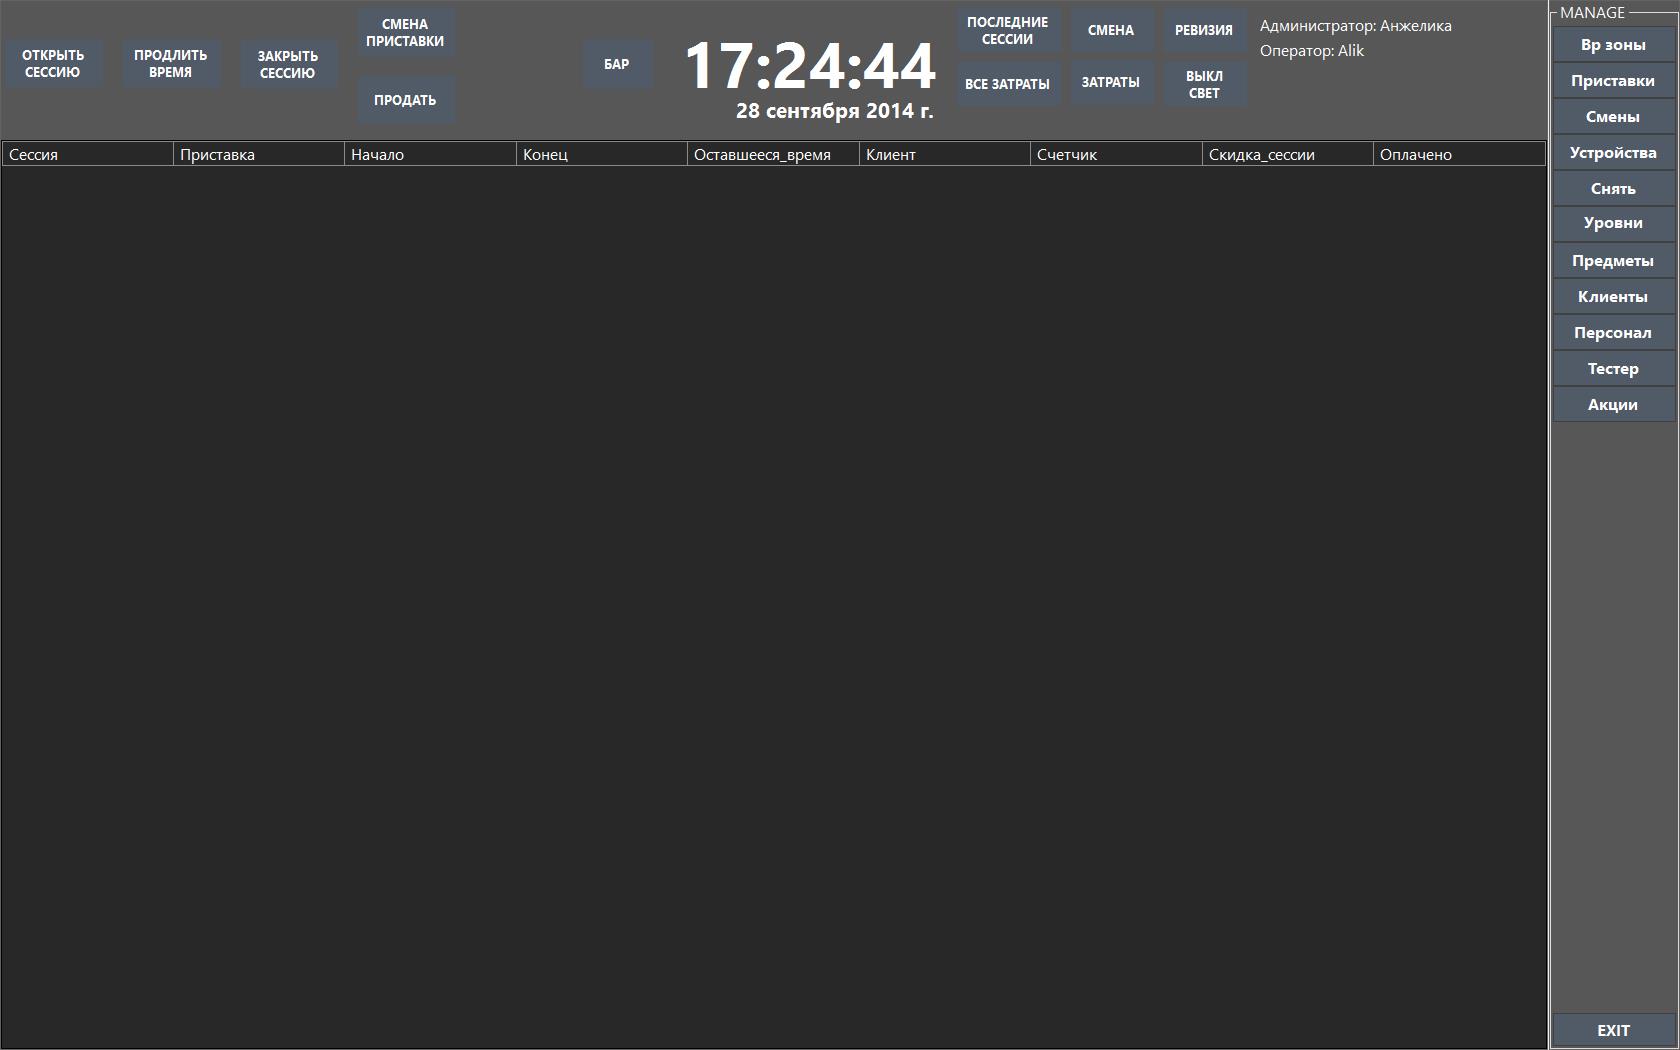 ОТКРЫТЬ
СЕССИЮ
ПРОДЛИТЬ
ВРЕМЯ
ЗАКРЫТЬ
СЕССИЮ
СМЕНА
ПРИСТАВКИ
ПРОДАТЬ
БАР
17:24:44
28 сентября 2014 г.
ПОСЛЕДНИЕ
СЕССИИ
СМЕНА
РЕВИЗИЯ
ВСЕ ЗАТРАТЫ
ЗАТРАТЫ
ВЫКЛ
СВЕТ
Администратор: Анжелика
Оператор: Alik
Сессия
Приставка
Начало
Конец
Оставшееся_время
Клиент
Счетчик
Скидка_сессии
Оплачено
MANAGE
Вр зоны
Приставки
Смены
Устройства
Снять
Уровни
Предметы
Клиенты
Персонал
Тестер
Акции
EXIT